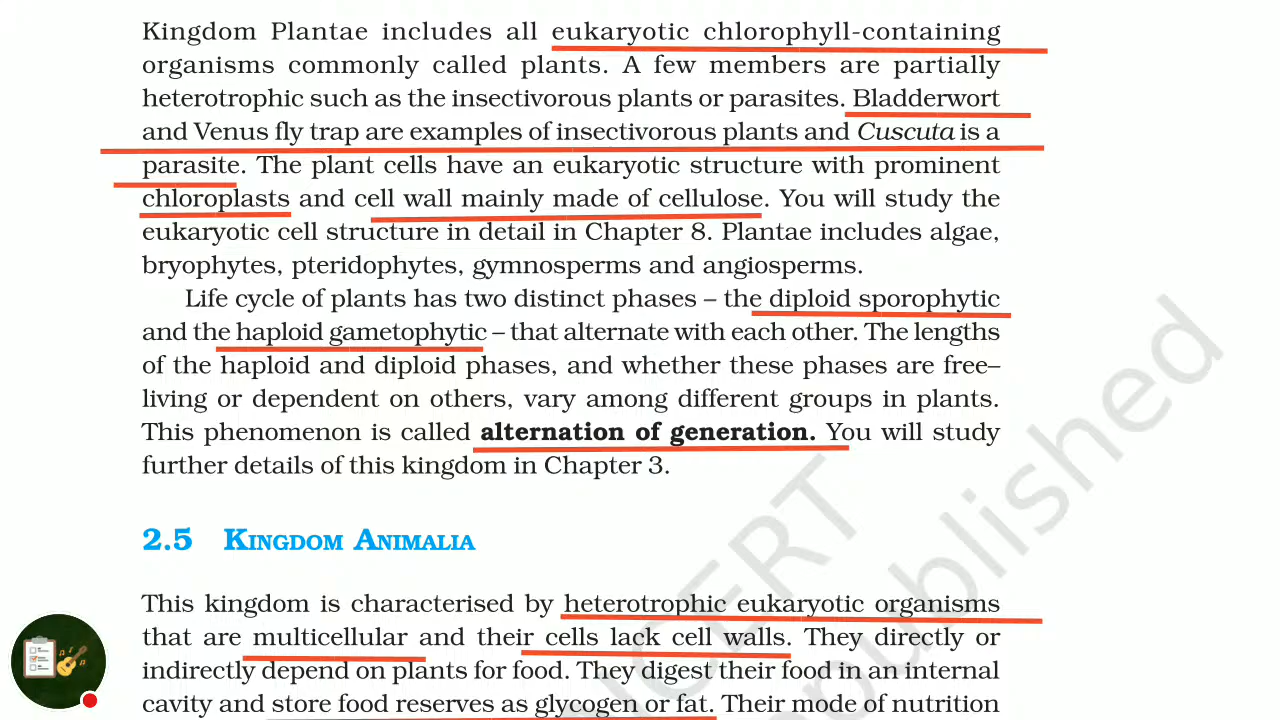 Kingdom Plantae includes all eukaryotic chlorophyll-containing
organisms commonly called plants. A few members are partially
heterotrophic such as the insectivorous plants or parasites. Bladderwort
and Venus fly trap are examples of insectivorous plants and Cuscuta is a
parasite. The plant cells have an eukaryotic structure with prominent
chloroplasts and cell wall mainly made of cellulose. You will study the
eukaryotic cell structure in detail in Chapter 8. Plantae includes algae,
bryophytes, pteridophytes, gymnosperms and angiosperms.
Life cycle of plants has two distinct phases – the diploid sporophytic
and the haploid gametophytic – that alternate with each other. The lengths
of the haploid and diploid phases, and whether these phases are free–
living or dependent on others, vary among different groups in plants.
This phenomenon is called alternation of generation. You will study
further details of this kingdom in Chapter 3.
2.5 Kingdom Animalia
This kingdom is characterised by heterotrophic eukaryotic organisms
that are multicellular and their cells lack cell walls. They directly or
indirectly depend on plants for food. They digest their food in an internal
cavity and store food reserves as glycogen or fat. Their mode of nutrition
NCERT
published